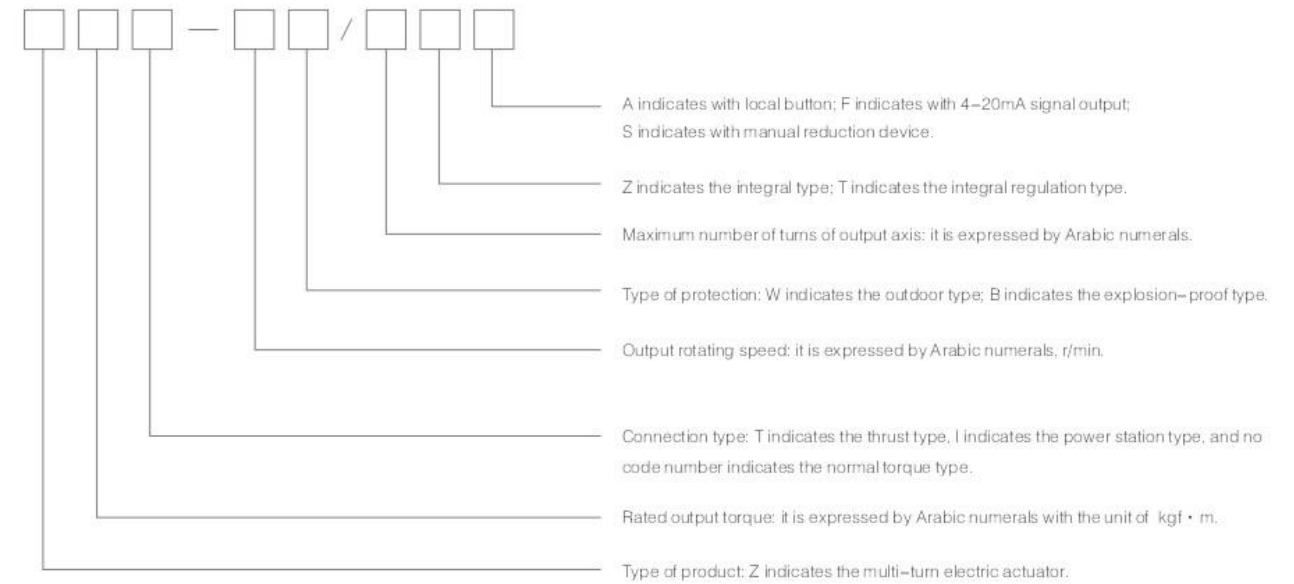 — /
A indicates with local button; F indicates with 4-20mA signal output;
S indicates with manual reduction device.
Z indicates the integral type; T indicates the integral regulation type.
Maximum number of turns of output axis: it is expressed by Arabic numerals.
Type of protection: W indicates the outdoor type; B indicates the explosion-proof type.
Output rotating speed: it is expressed by Arabic numerals, r/min.
Connection type: T indicates the thrust type, I indicates the power station type, and no
code number indicates the normal torque type.
Rated output torque: it is expressed by Arabic numerals with the unit of kgf • m.
Type of product: Z indicates the multi-turn electric actuator.